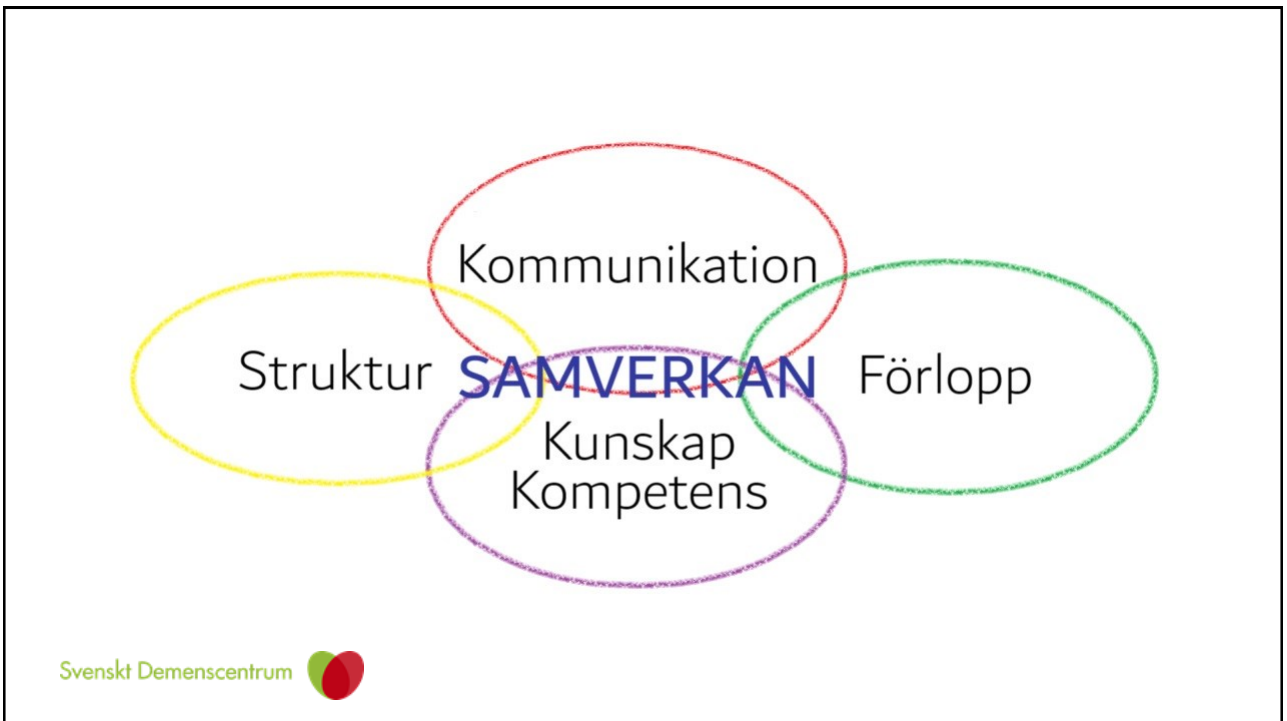 Kommunikation
Struktur
SAMVERKAN
Förlopp
Kunskap
Kompetens
Svenskt Demenscentrum